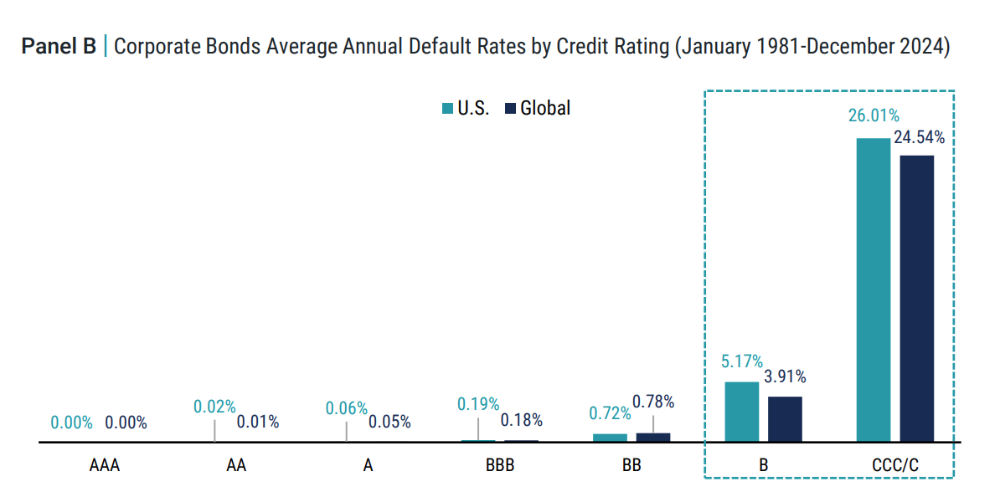 Panel B | Corporate Bonds Average Annual Default Rates by Credit Rating (January 1981-December 2024)
U.S. Global
0.00% 0.00%
0.02% 0.01%
0.06% 0.05%
0.19% 0.18%
0.72% 0.78%
5.17% 3.91%
26.01% 24.54%
AAA AA A BBB BB B CCC/C